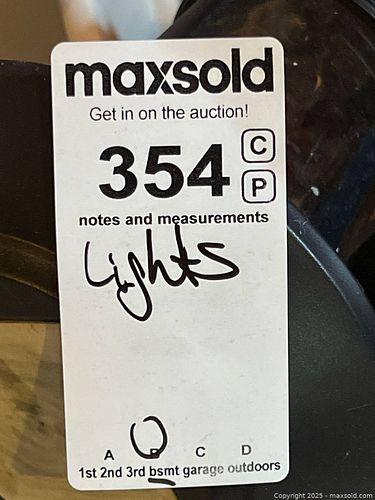 maxsold
Get in on the auction!
354 C
P
notes and measurements
Lights
A B C D
1st 2nd 3rd bsmt garage outdoors
Copyright 2025 - maxsold.com